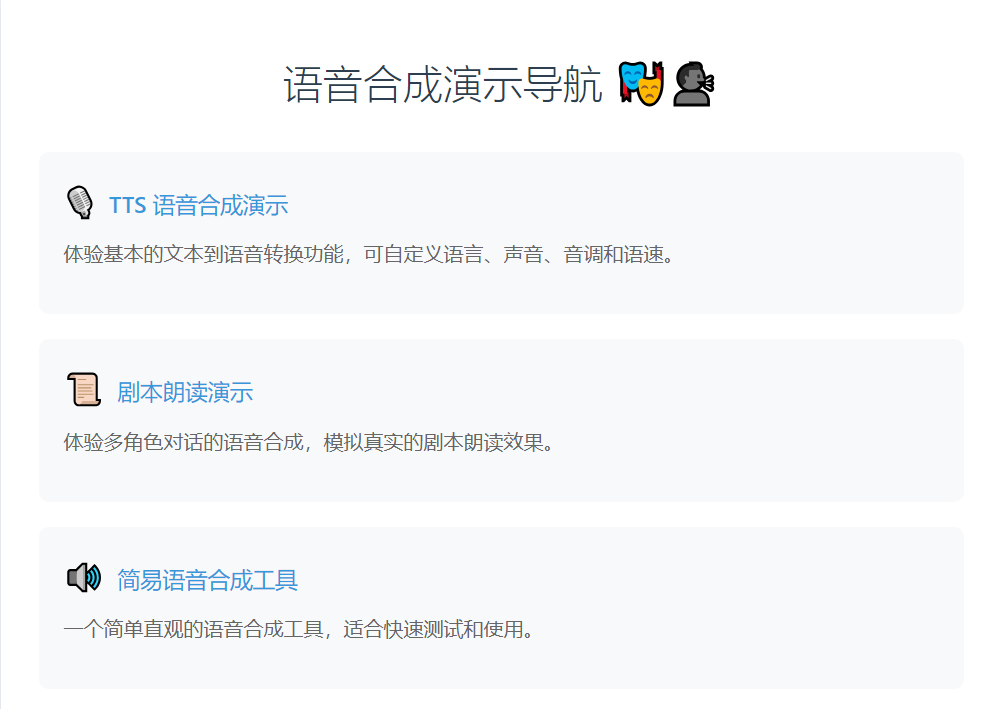 语音合成演示导航 🎭🗣️
🎙️ TTS 语音合成演示
体验基本的文本到语音转换功能，可自定义语言、声音、音调和语速。
📜 剧本朗读演示
体验多角色对话的语音合成，模拟真实的剧本朗读效果。
🔊 简易语音合成工具
一个简单直观的语音合成工具，适合快速测试和使用。